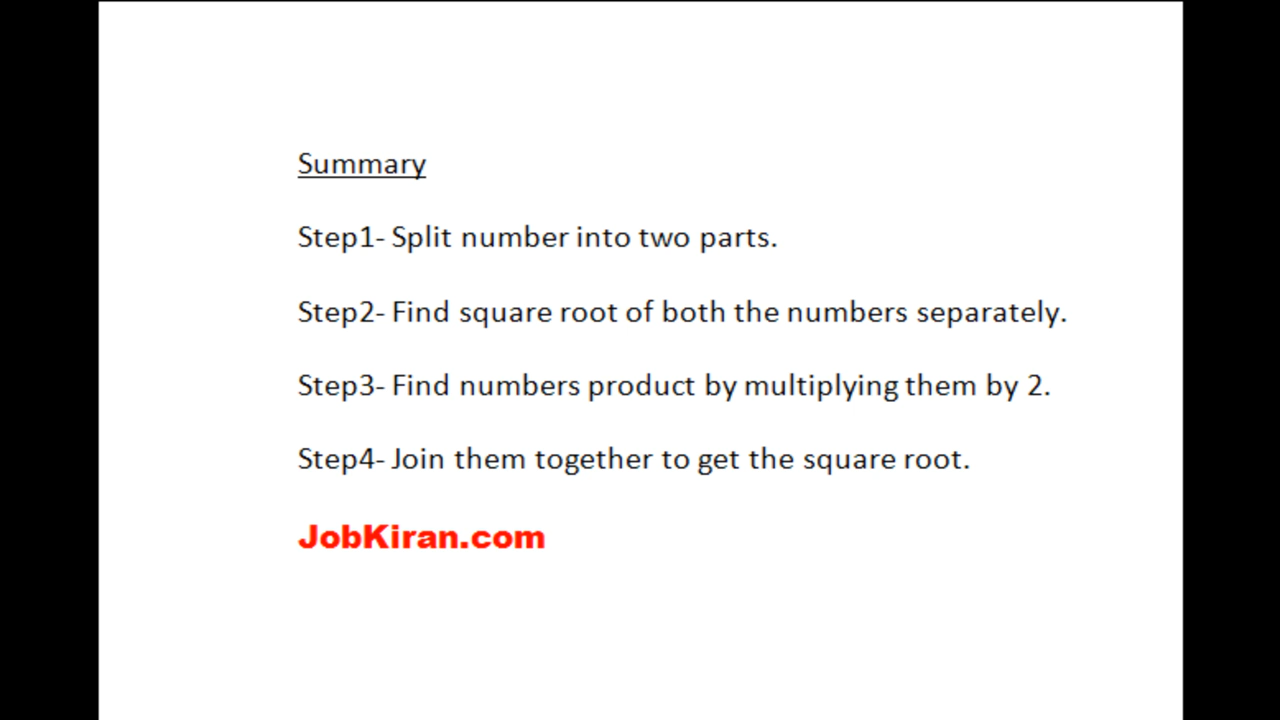 Summary
Step1- Split number into two parts.
Step2- Find square root of both the numbers separately.
Step3- Find numbers product by multiplying them by 2.
Step4- Join them together to get the square root.
JobKiran.com